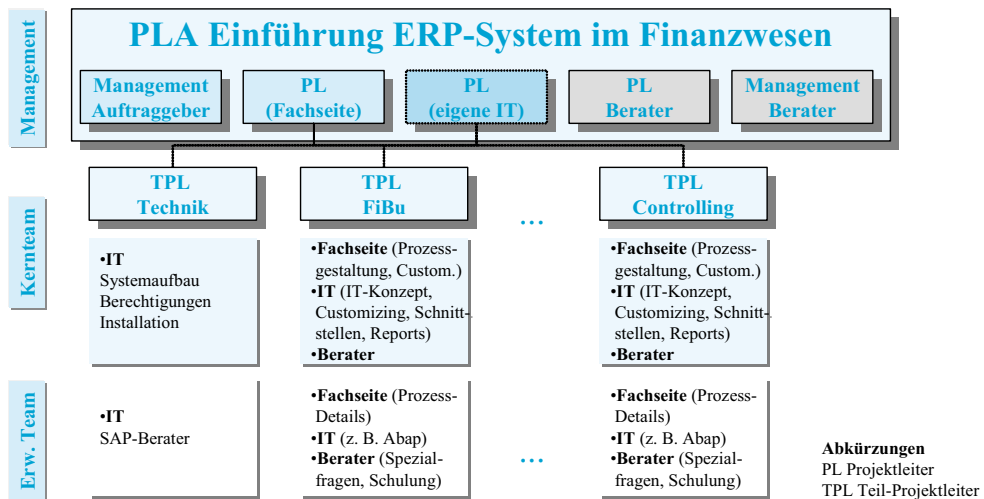 Management
PLA Einführung ERP-System im Finanzwesen
Management
Auftraggeber
PL
(Fachseite)
PL
(eigene IT)
PL
Berater
Management
Berater
Kernteam
TPL
Technik
TPL
FiBu
...
TPL
Controlling
•IT
Systemaufbau
Berechtigungen
Installation
•Fachseite (Prozess-
gestaltung, Custom.)
•IT (IT-Konzept,
Customizing, Schnitt-
stellen, Reports)
•Berater
•Fachseite (Prozess-
gestaltung, Custom.)
•IT (IT-Konzept,
Customizing, Schnitt-
stellen, Reports)
•Berater
Erw. Team
•IT
SAP-Berater
•Fachseite (Prozess-
Details)
•IT (z. B. Abap)
•Berater (Spezial-
fragen, Schulung)
...
•Fachseite (Prozess-
Details)
•IT (z. B. Abap)
•Berater (Spezial-
fragen, Schulung)
Abkürzungen
PL Projektleiter
TPL Teil-Projektleiter